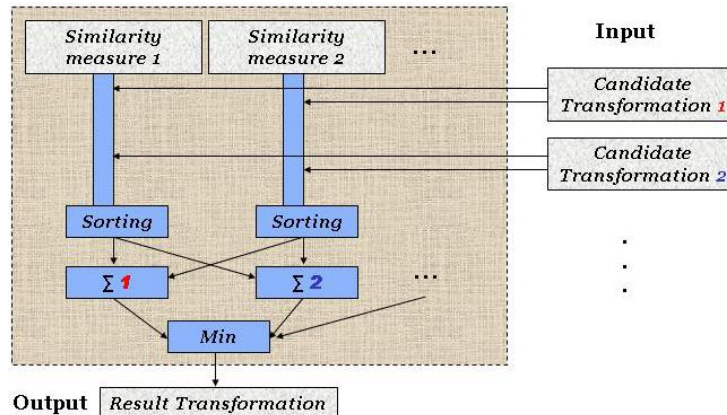 Similarity
measure 1
Similarity
measure 2
...
Input
Candidate
Transformation 1
Candidate
Transformation 2
.
.
.
Sorting
Sorting
∑ 1
∑ 2
...
Min
Output
Result Transformation